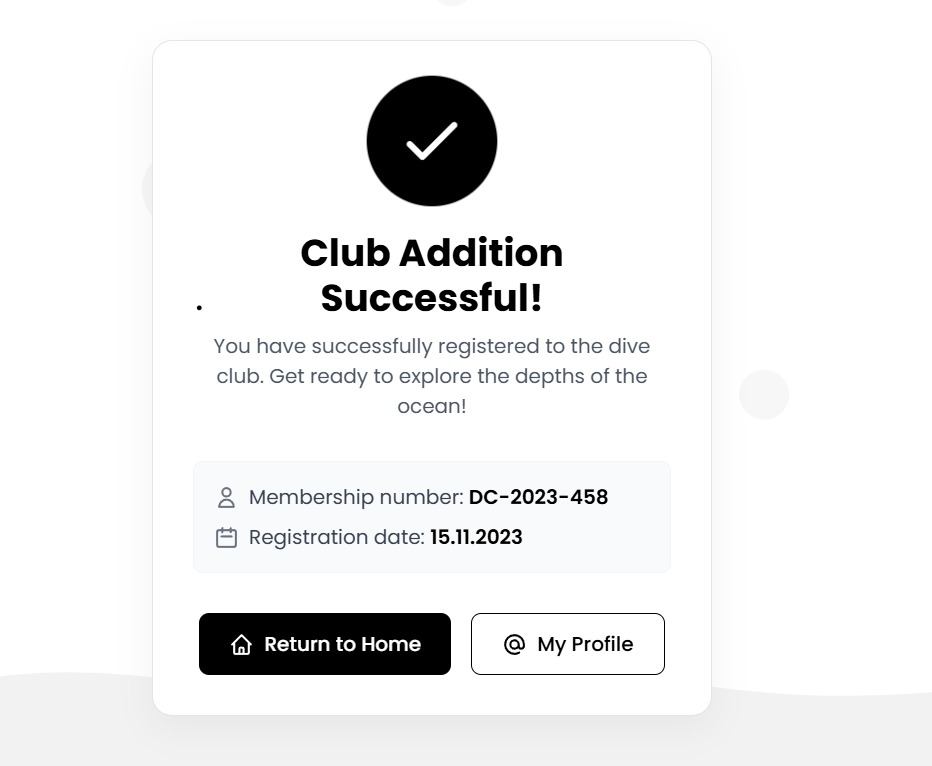 Club Addition
Successful!
.
You have successfully registered to the dive
club. Get ready to explore the depths of the
ocean!
Membership number: DC-2023-458
Registration date: 15.11.2023
Return to Home
My Profile